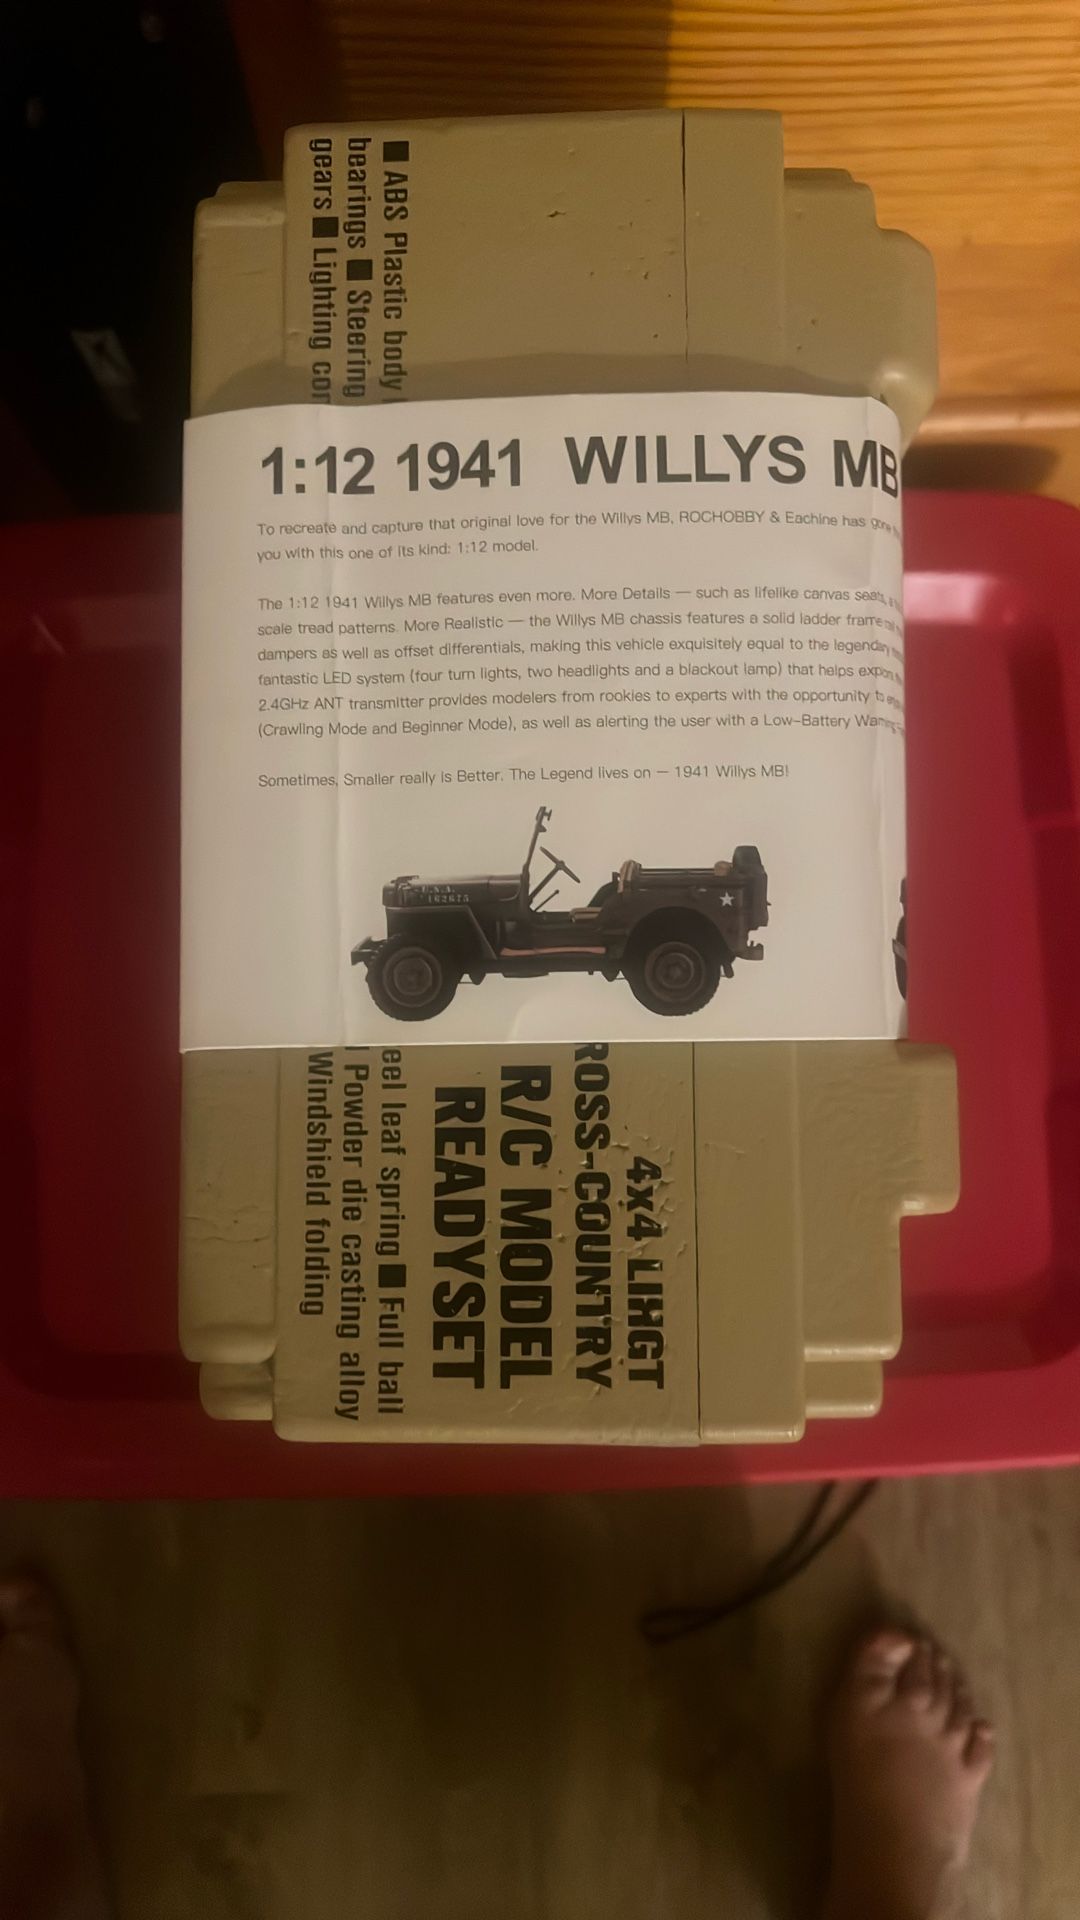 ■ ABS Plastic body
bearings ■ Steering
gears ■ Lighting
1:12 1941 WILLYS MB
To recreate and capture that original love for the Willys MB, ROCHOBBY & Eachine has gone
you with this one of its kind: 1:12 model.
The 1:12 1941 Willys MB features even more. More Details — such as lifelike canvas seats,
scale tread patterns. More Realistic — the Willys MB chassis features a solid ladder frame
dampers as well as offset differentials, making this vehicle exquisitely equal to the legendary
fantastic LED system (four turn lights, two headlights and a blackout lamp) that helps
2.4GHz ANT transmitter provides modelers from rookies to experts with the opportunity to
(Crawling Mode and Beginner Mode), as well as alerting the user with a Low-Battery Warning
Sometimes, Smaller really is Better. The Legend lives on — 1941 Willys MB!
U.S.A.
4x4 LIHGT
ROSS-COUNTRY
R/C MODEL
READYSET
eel leaf spring ■ Full ball
Powder die casting alloy
Windshield folding